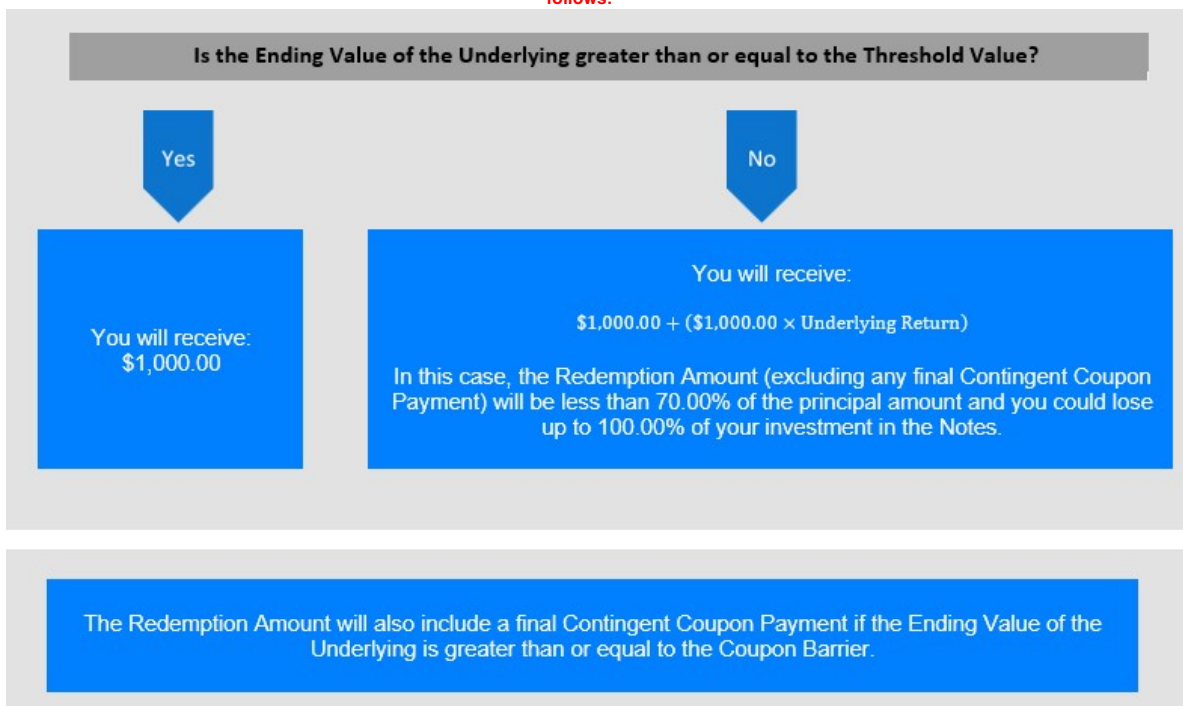 follows:
Is the Ending Value of the Underlying greater than or equal to the Threshold Value?
Yes
No
You will receive:
$1,000.00
You will receive:
$1,000.00 + ($1,000.00 × Underlying Return)
In this case, the Redemption Amount (excluding any final Contingent Coupon
Payment) will be less than 70.00% of the principal amount and you could lose
up to 100.00% of your investment in the Notes.
The Redemption Amount will also include a final Contingent Coupon Payment if the Ending Value of the
Underlying is greater than or equal to the Coupon Barrier.